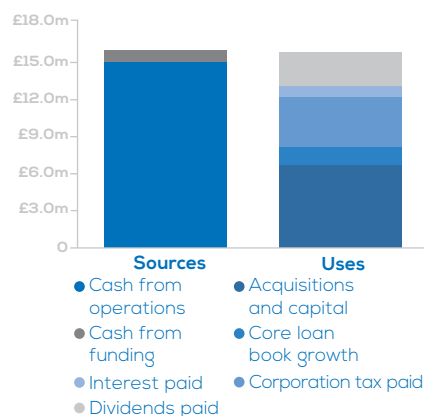 £18.0m
£15.0m
£12.0m
£9.0m
£6.0m
£3.0m
0
Sources
Uses
Cash from
operations
Cash from
funding
Interest paid
Dividends paid
Acquisitions
and capital
Core loan
book growth
Corporation tax paid